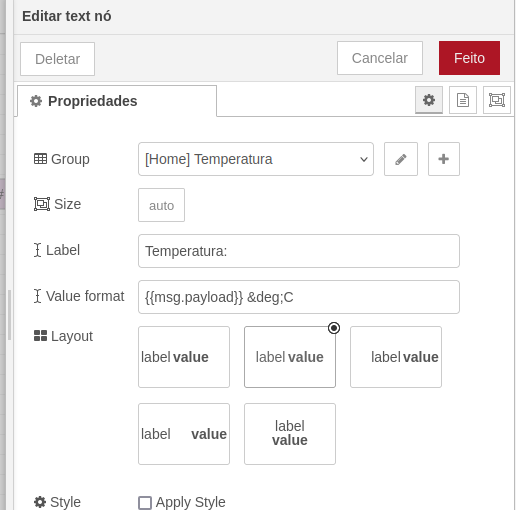 Editar text nó
Deletar
Cancelar
Feito
Propriedades
Group
[Home] Temperatura
Size
auto
Label
Temperatura:
Value format
{{msg.payload}} &deg;C
Layout
label value
label value
label value
label value
label
value
Style
Apply Style